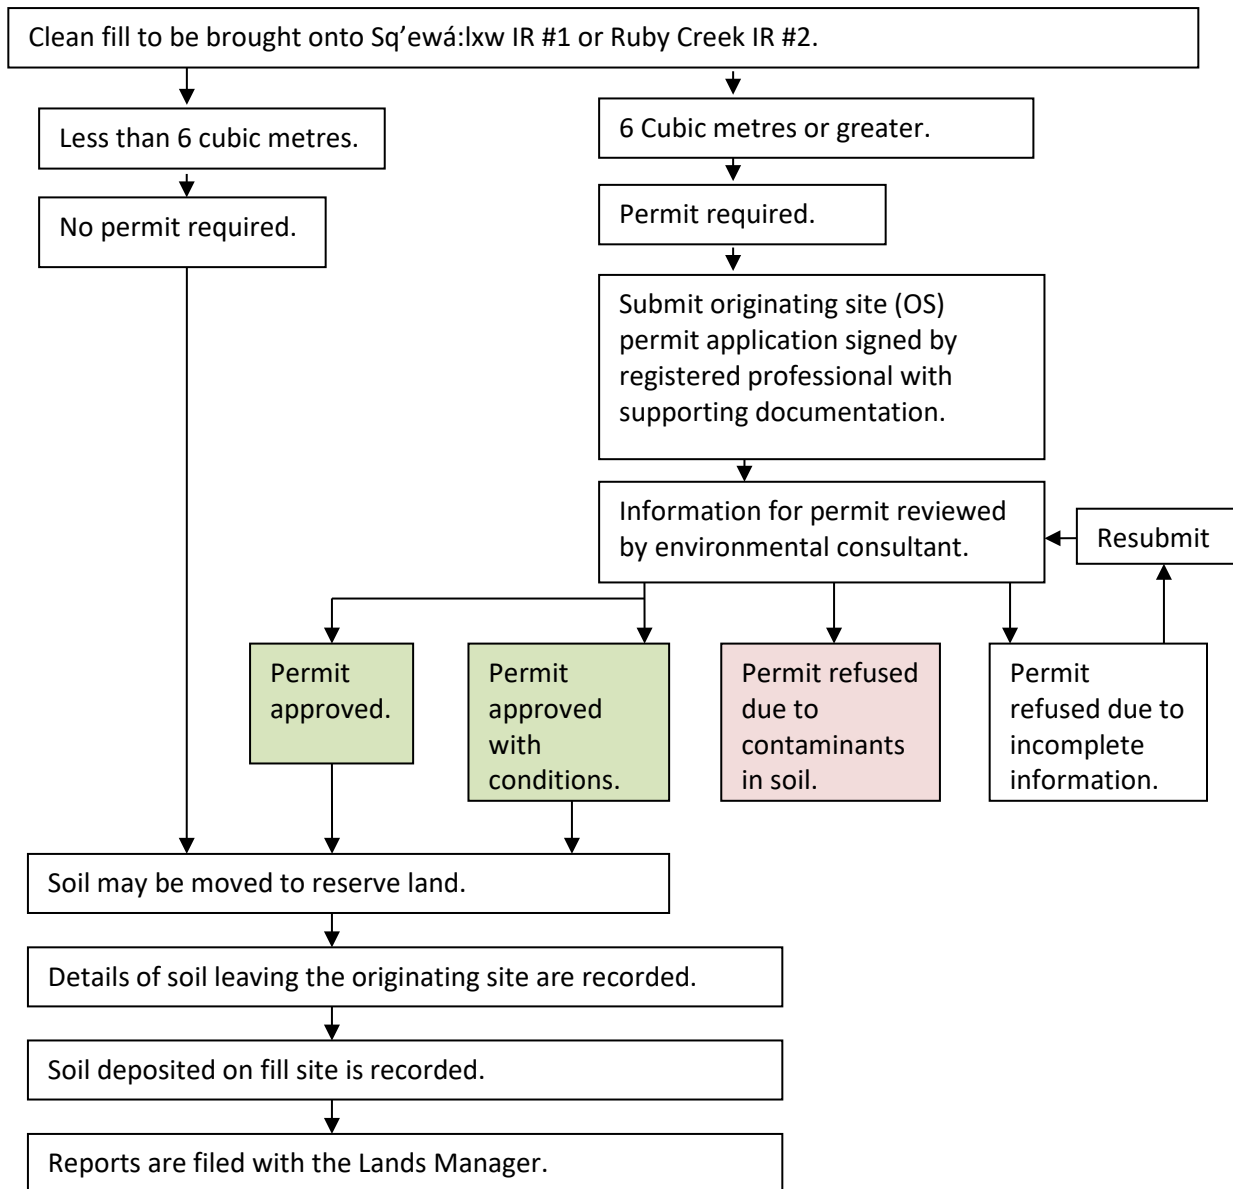 Clean fill to be brought onto Sq’ewá:lxw IR #1 or Ruby Creek IR #2.
Less than 6 cubic metres.
6 Cubic metres or greater.
No permit required.
Permit required.
Submit originating site (OS)
permit application signed by
registered professional with
supporting documentation.
Information for permit reviewed
by environmental consultant.
Resubmit
Permit
approved.
Permit
approved
with
conditions.
Permit refused
due to
contaminants
in soil.
Permit
refused due to
incomplete
information.
Soil may be moved to reserve land.
Details of soil leaving the originating site are recorded.
Soil deposited on fill site is recorded.
Reports are filed with the Lands Manager.